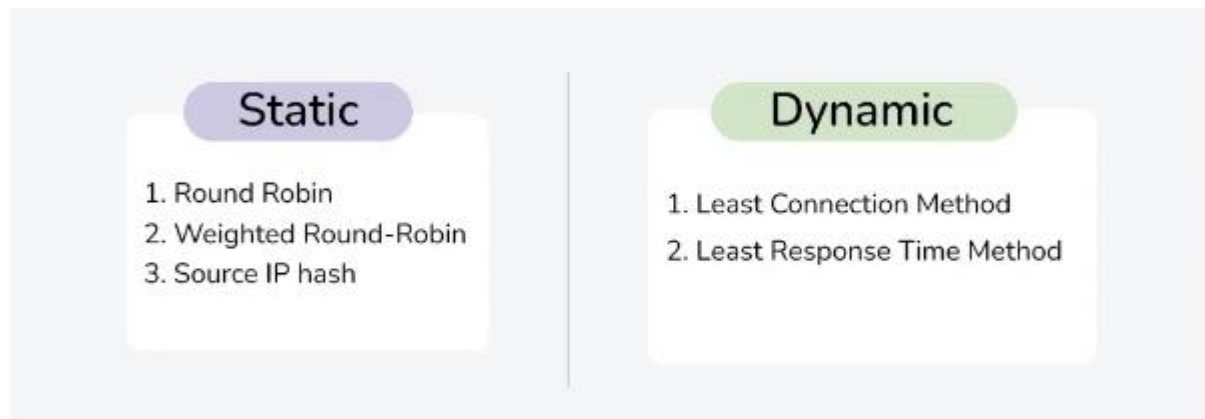 Static
1. Round Robin
2. Weighted Round-Robin
3. Source IP hash
Dynamic
1. Least Connection Method
2. Least Response Time Method